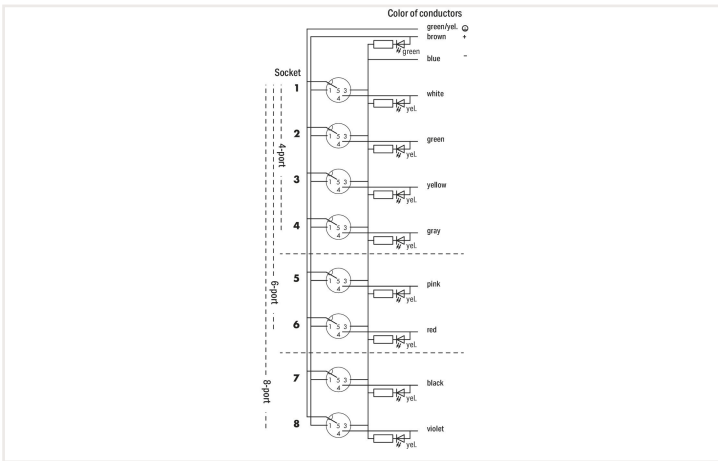 Color of conductors
green/yel.
brown +
green
blue -
Socket
1
1 5 3
4
white
yel.
2
1 5 3
4
green
yel.
3
1 5 3
4
yellow
yel.
4
1 5 3
4
gray
yel.
4-port
5
1 5 3
4
pink
yel.
6-port
6
1 5 3
4
red
yel.
7
1 5 3
4
black
yel.
8-port
8
1 5 3
4
violet
yel.